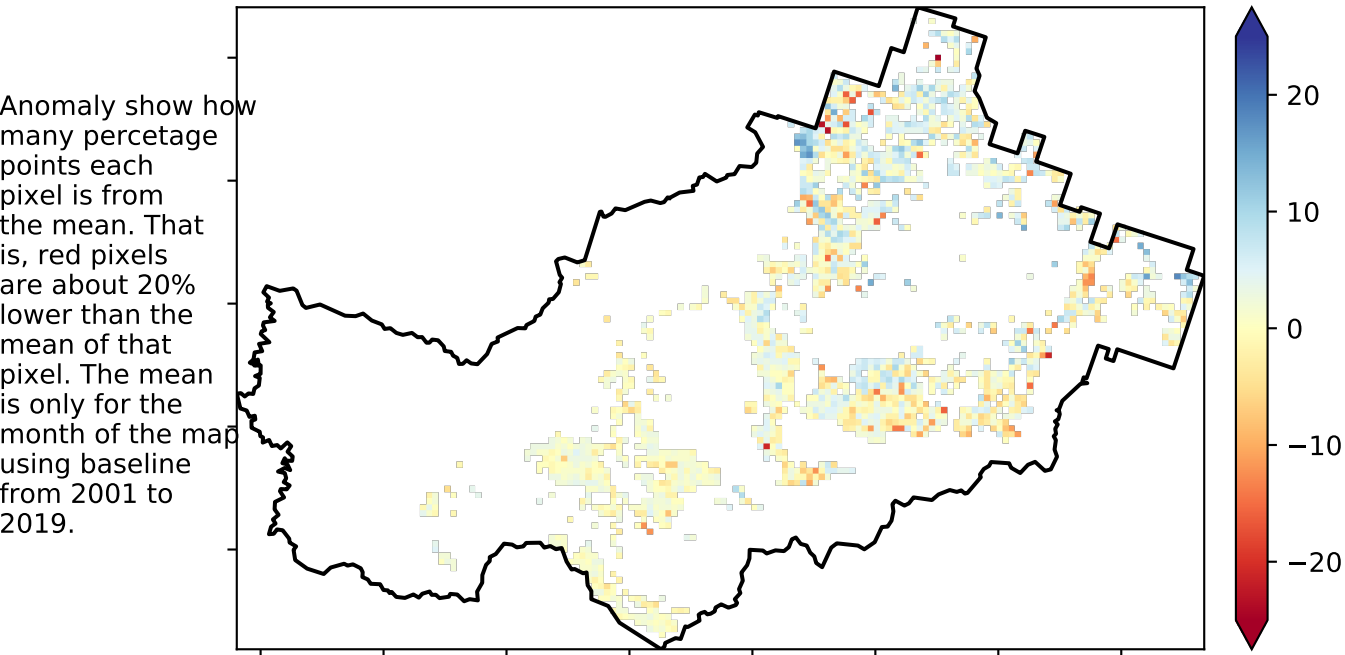 Anomaly show how
many percetage
points each
pixel is from
the mean. That
is, red pixels
are about 20%
lower than the
mean of that
pixel. The mean
is only for the
month of the map
using baseline
from 2001 to
2019.
20
10
0
−10
−20